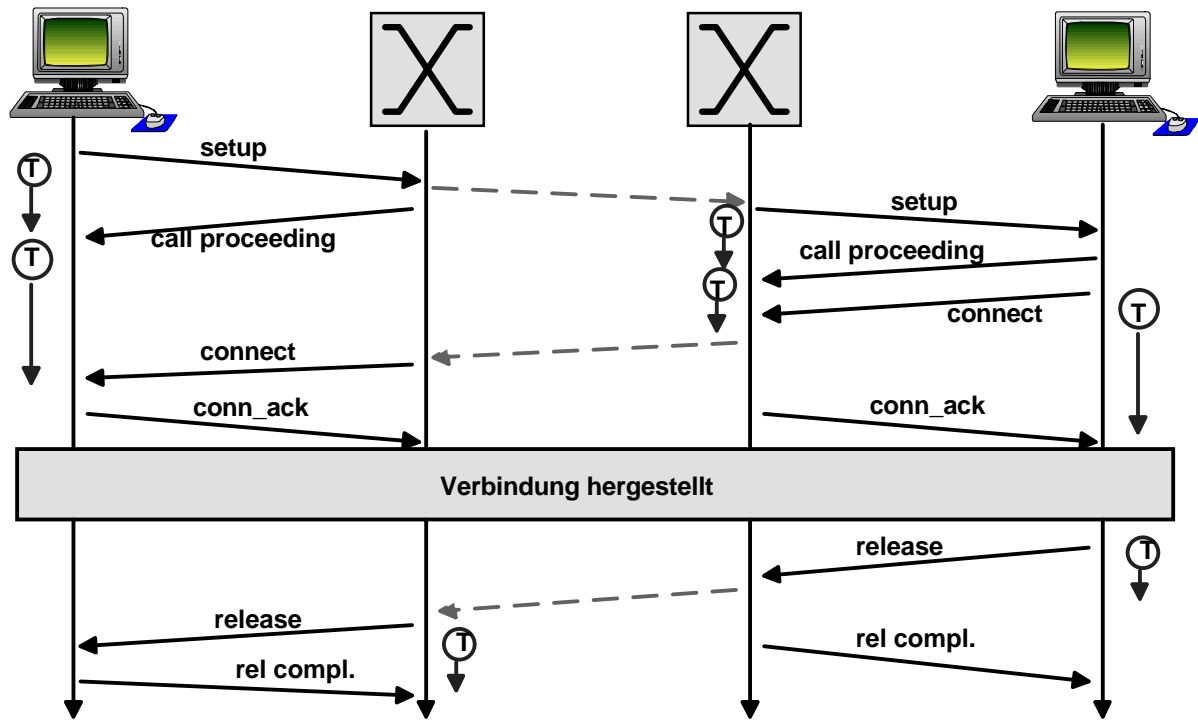 setup
T
setup
T
call proceeding
call proceeding
T
T
connect
T
connect
conn_ack
conn_ack
Verbindung hergestellt
release
T
release
rel compl.
T
rel compl.